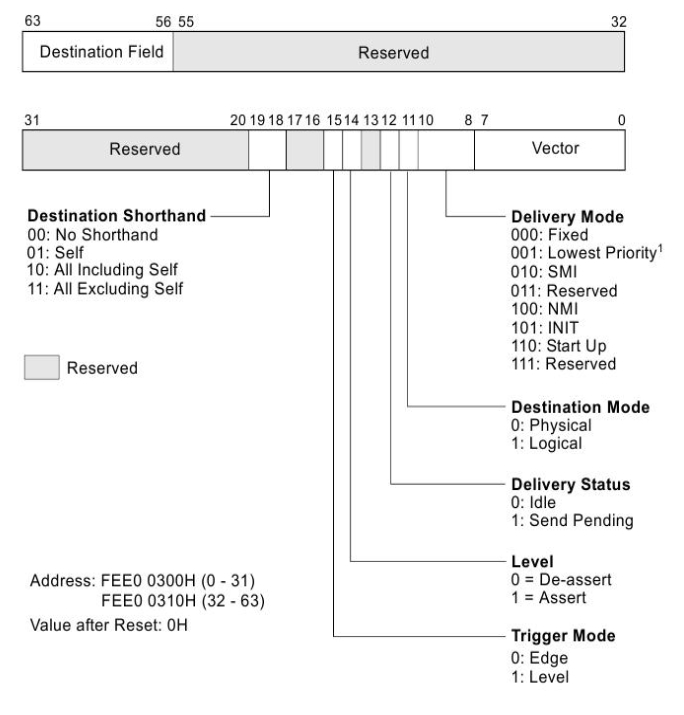 63 56 55 32
Destination Field Reserved
31 20 19 18 17 16 15 14 13 12 11 10 8 7 0
Reserved Vector
Destination Shorthand
00: No Shorthand
01: Self
10: All Including Self
11: All Excluding Self
Reserved
Delivery Mode
000: Fixed
001: Lowest Priority¹
010: SMI
011: Reserved
100: NMI
101: INIT
110: Start Up
111: Reserved
Destination Mode
0: Physical
1: Logical
Delivery Status
0: Idle
1: Send Pending
Level
0 = De-assert
1 = Assert
Trigger Mode
0: Edge
1: Level
Address: FEE0 0300H (0 - 31)
FEE0 0310H (32 - 63)
Value after Reset: 0H